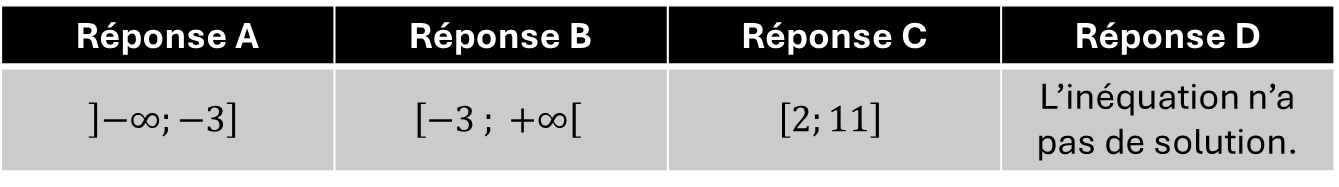 Réponse A Réponse B Réponse C Réponse D
]−∞; −3] [−3 ; +∞[ [2; 11] L’inéquation n’a
pas de solution.